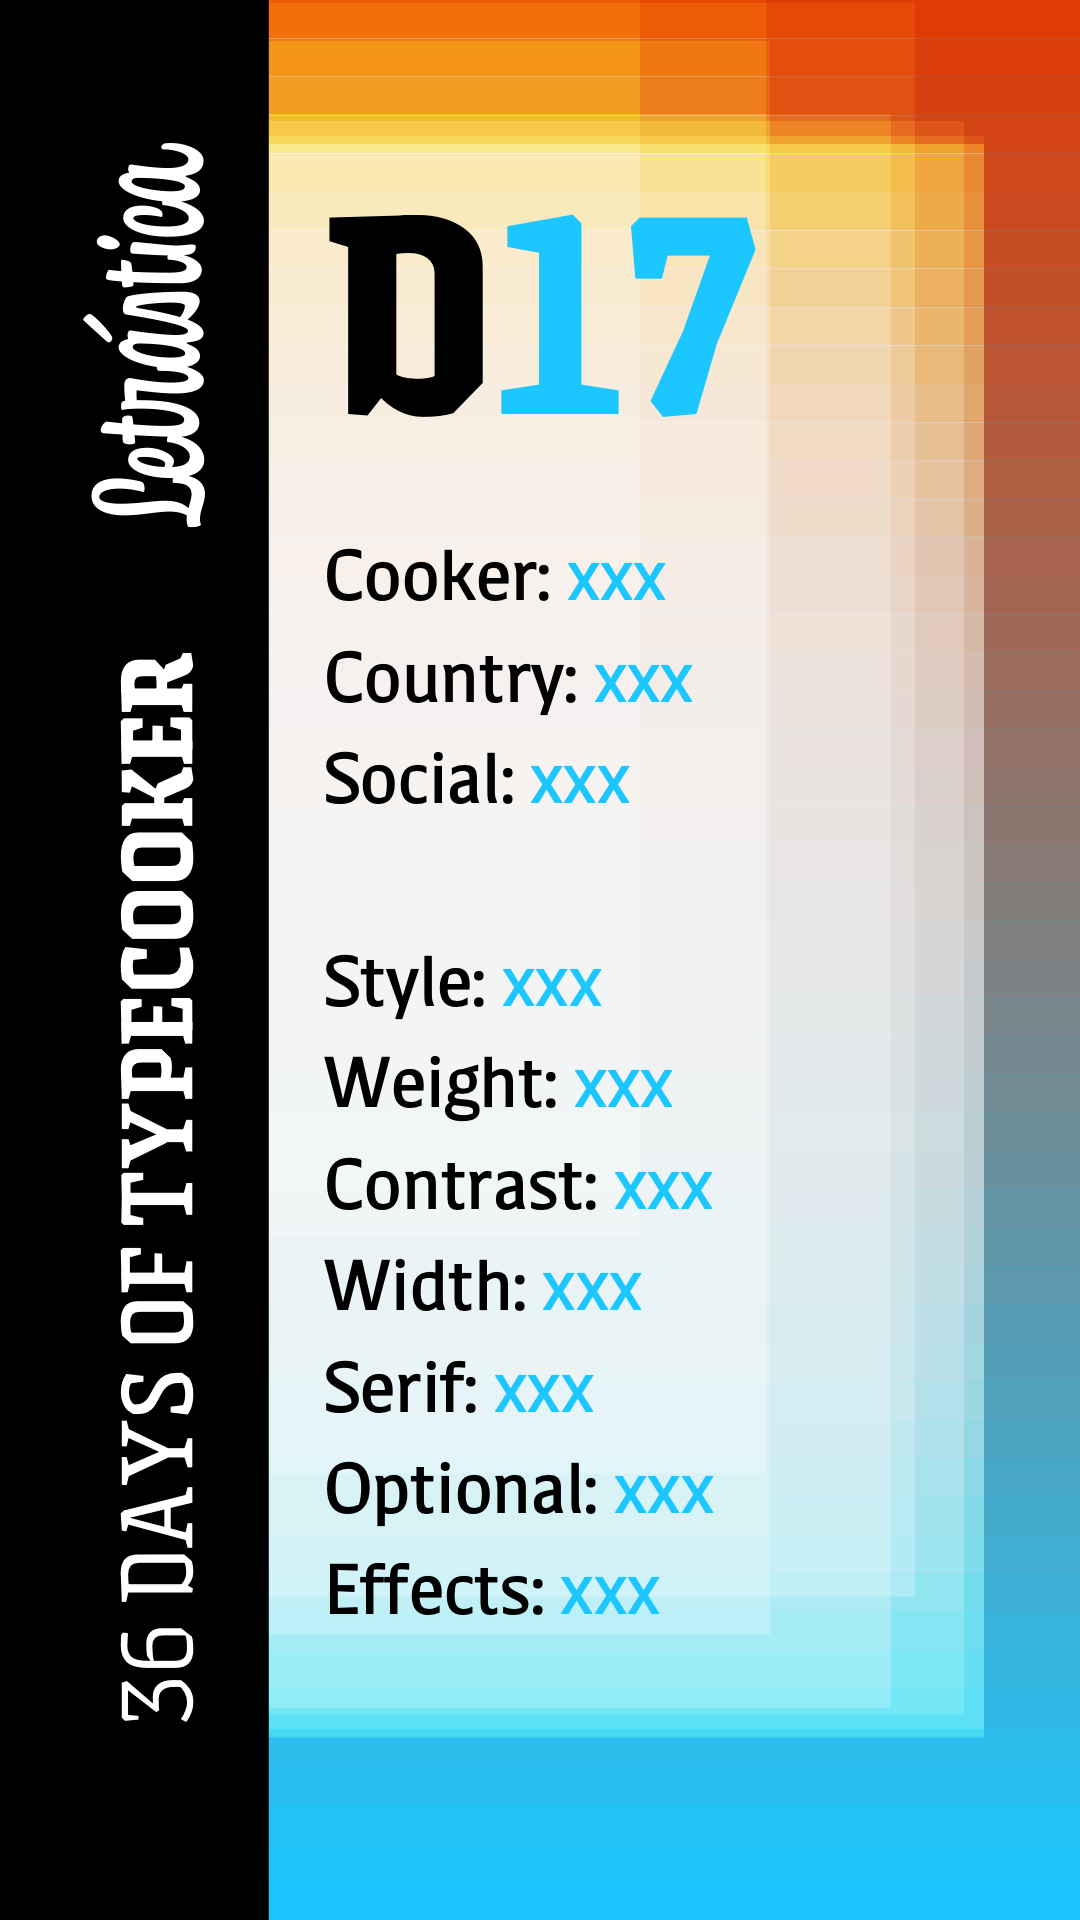 Letrástica
36 DAYS OF TYPECOOKER
D17
Cooker: xxx
Country: xxx
Social: xxx
Style: xxx
Weight: xxx
Contrast: xxx
Width: xxx
Serif: xxx
Optional: xxx
Effects: xxx